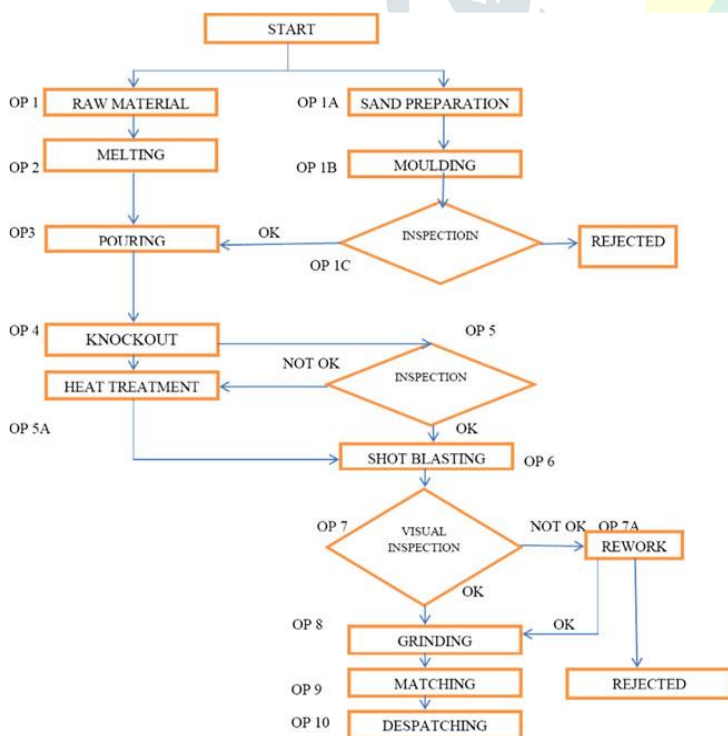 START
OP 1
RAW MATERIAL
OP 1A
SAND PREPARATION
OP 2
MELTING
OP 1B
MOULDING
OP3
POURING
OK
INSPECTIOIN
REJECTED
OP 1C
OP 4
KNOCKOUT
OP 5
NOT OK
INSPECTION
HEAT TREATMENT
OP 5A
OK
SHOT BLASTING
OP 6
OP 7
VISUAL
INSPECTION
NOT OK
OP 7A
REWORK
OK
OP 8
GRINDING
OK
OP 9
MATCHING
REJECTED
OP 10
DESPATCHING